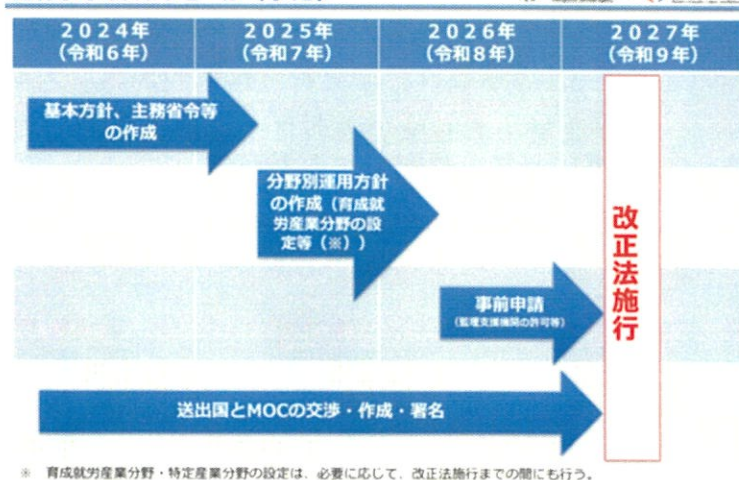 2024年
(令和6年)
2025年
(令和7年)
2026年
(令和8年)
2027年
(令和9年)
基本方針、主務省令等
の作成
分野別運用方針
の作成(育成就
労産業分野の設
定等(※))
事前申請
(監理支援機関の許可等)
改正法施行
送出国とMOCの交渉・作成・署名
※ 育成就労産業分野・特定産業分野の設定は、必要に応じて、改正法施行までの間にも行う。